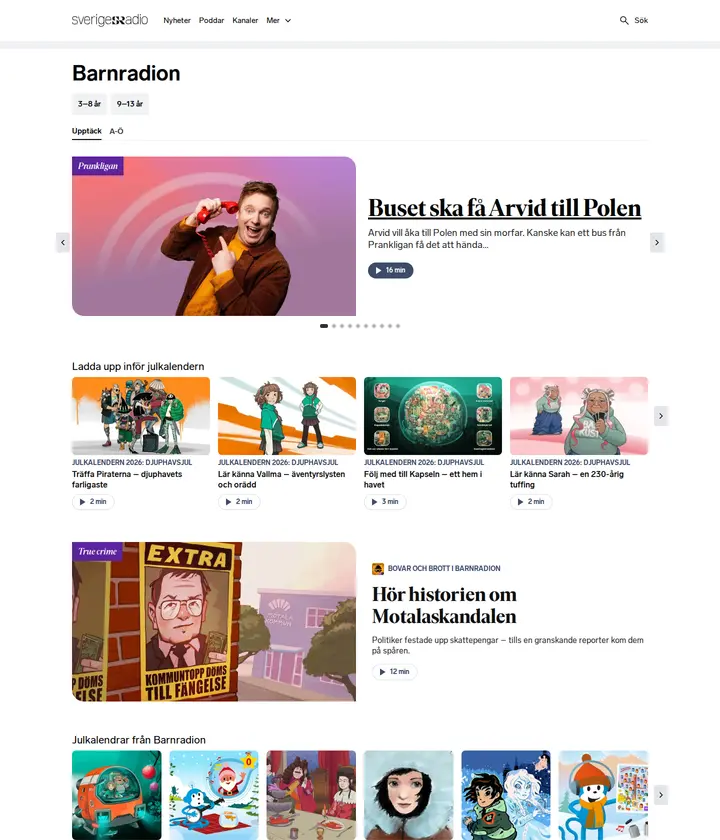 sverigesRadio
Nyheter
Poddar
Kanaler
Mer
Sök
Barnradion
3–8 år
9–13 år
Upptäck
A-Ö
Prankligan
Buset ska få Arvid till Polen
Arvid vill åka till Polen med sin morfar. Kanske kan ett bus från
Prankligan få det att hända...
16 min
Ladda upp inför julkalendern
JULKALENDERN 2026: DJUPHAVSJUL
Träffa Piraterna – djuphavets
farligaste
2 min
JULKALENDERN 2026: DJUPHAVSJUL
Lär känna Vallma – äventyrslysten
och orädd
2 min
JULKALENDERN 2026: DJUPHAVSJUL
Följ med till Kapseln – ett hem i
havet
3 min
JULKALENDERN 2026: DJUPHAVSJUL
Lär känna Sarah – en 230-årig
tuffing
2 min
True crime
EXTRA
KOMMUNTOPP DÖMS
TILL FÄNGELSE
P DÖMS
ELSE
MOTALA
KOMMUN
BOVAR OCH BROTT I BARNRADION
Hör historien om
Motalaskandalen
Politiker festade upp skattepengar – tills en granskande reporter kom dem
på spåren.
12 min
Julkalendrar från Barnradion
0